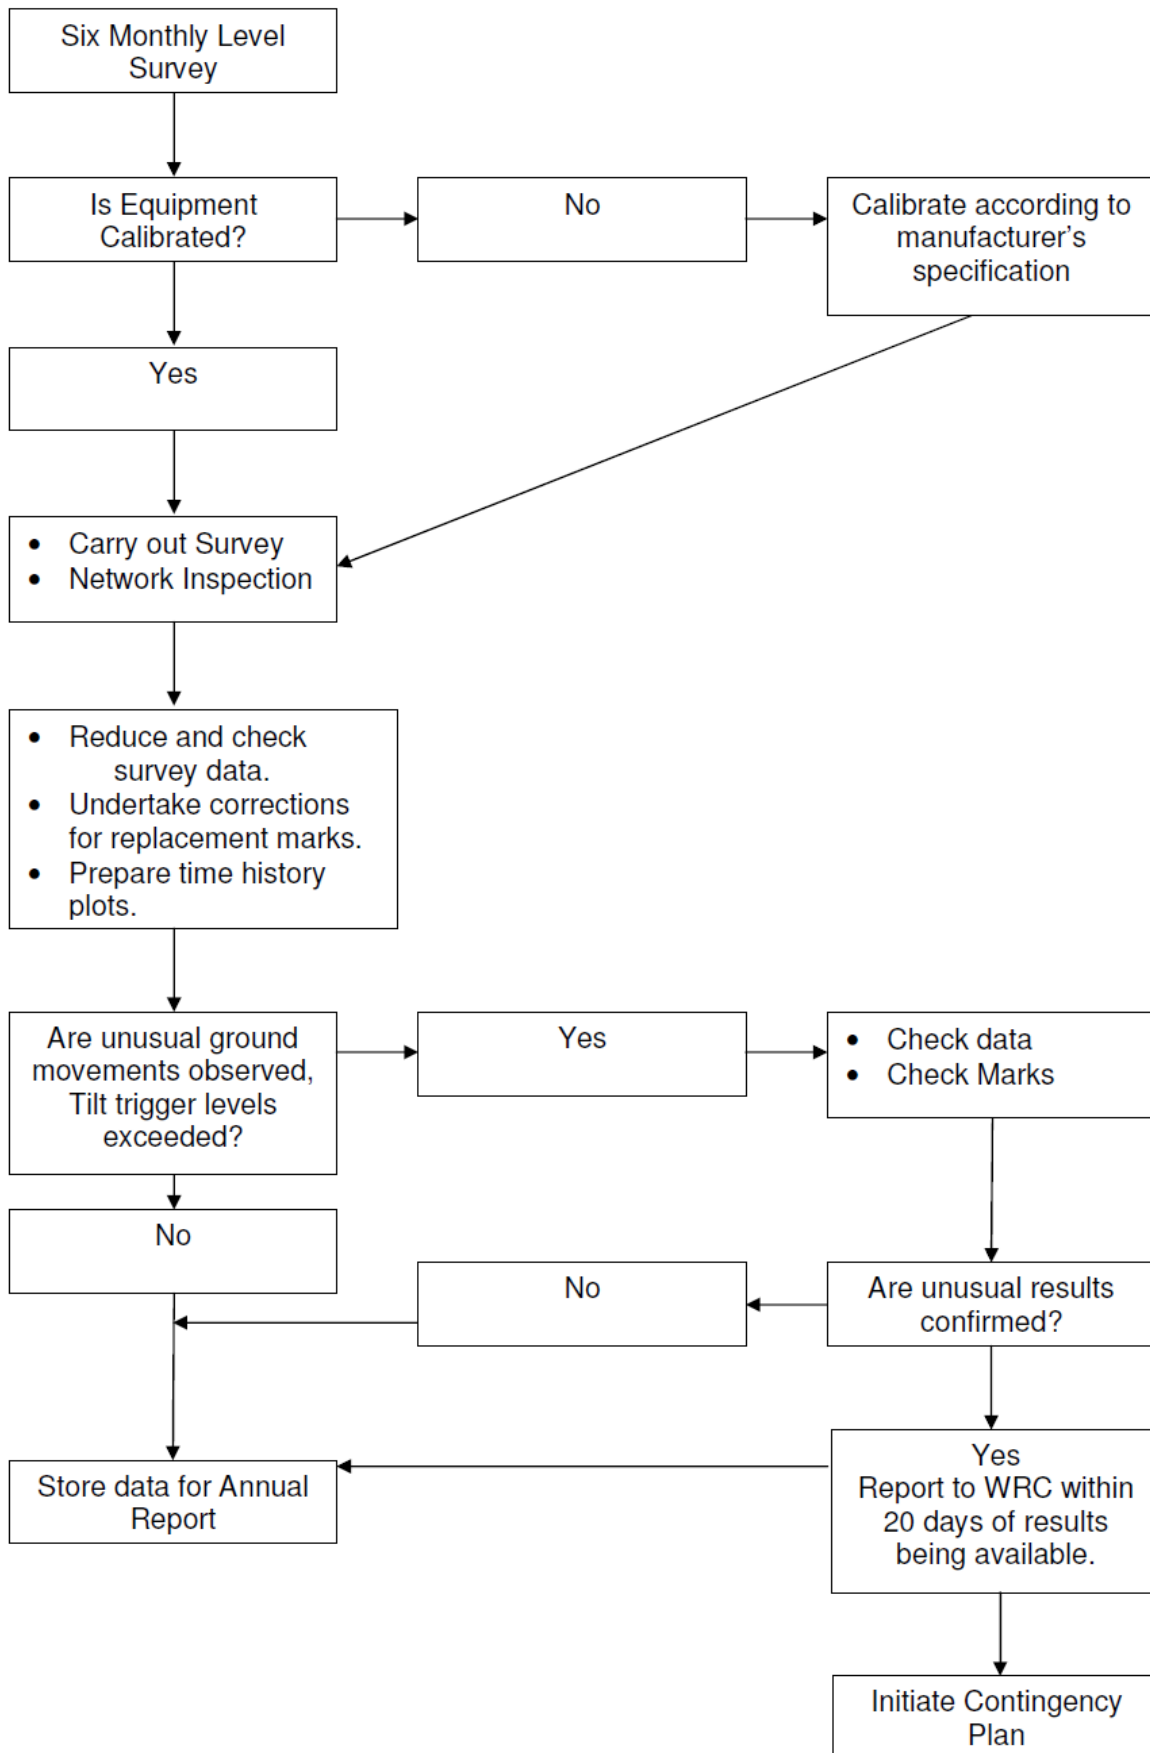 Six Monthly Level
Survey
Is Equipment
Calibrated?
No
Calibrate according to
manufacturer's
specification
Yes
• Carry out Survey
• Network Inspection
• Reduce and check
survey data.
• Undertake corrections
for replacement marks.
• Prepare time history
plots.
Are unusual ground
movements observed,
Tilt trigger levels
exceeded?
Yes
• Check data
• Check Marks
No
No
Are unusual results
confirmed?
Store data for Annual
Report
Yes
Report to WRC within
20 days of results
being available.
Initiate Contingency
Plan